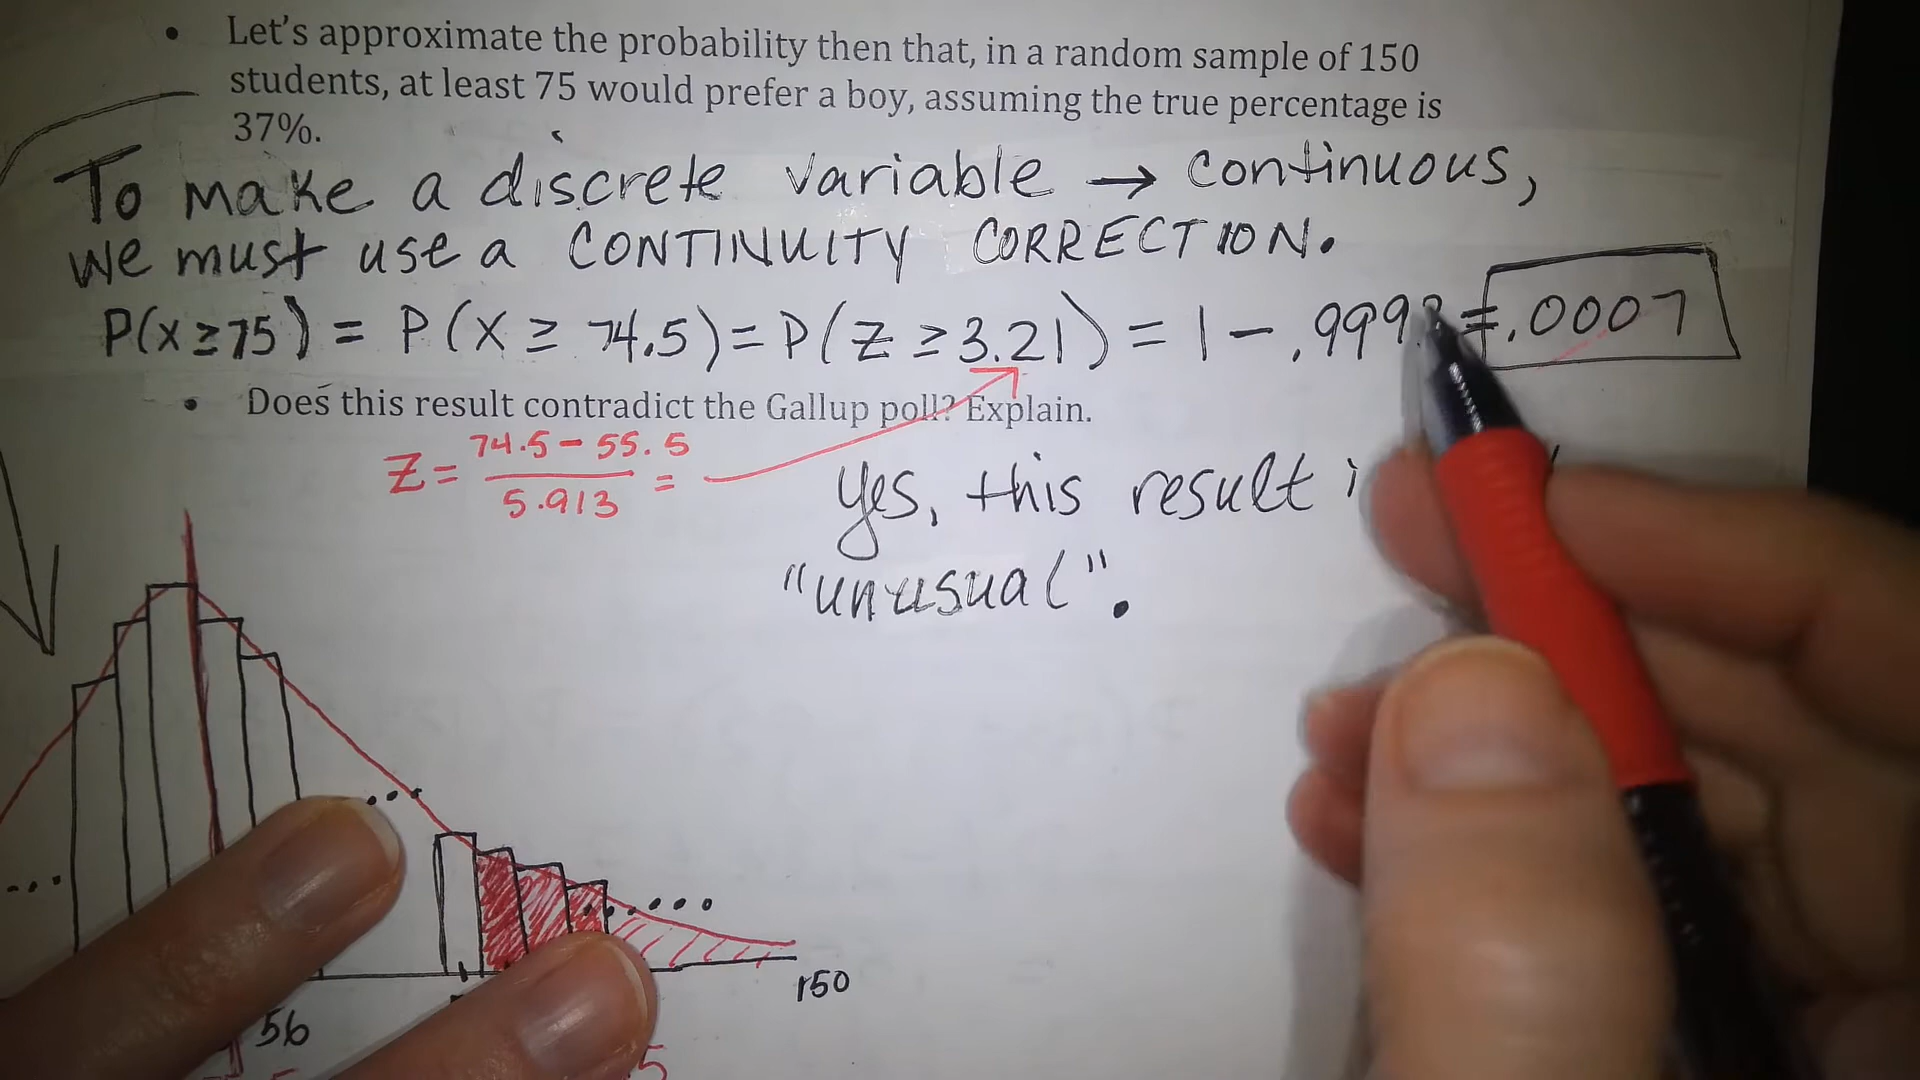 • Let's approximate the probability then that, in a random sample of 150
students, at least 75 would prefer a boy, assuming the true percentage is
37%.
To make a discrete variable → continuous,
we must use a CONTINUITY CORRECTION.
P(X ≥ 75) = P(X ≥ 74.5) = P(Z ≥ 3.21) = 1 - .9993 = .0007
• Does this result contradict the Gallup poll? Explain.
Z = 74.5 - 55.5 / 5.913 =
yes, this result
"unusual".
150
56